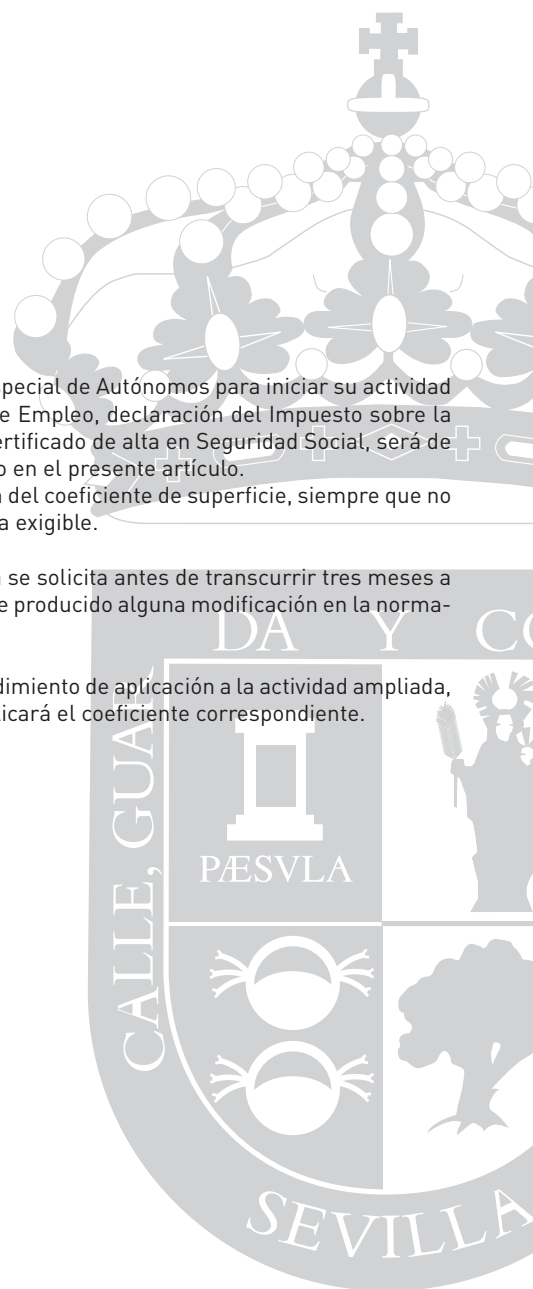 special de Autónomos para iniciar su actividad
e Empleo, declaración del Impuesto sobre la
ertificado de alta en Seguridad Social, será de
o en el presente artículo.
del coeficiente de superficie, siempre que no
a exigible.
se solicita antes de transcurrir tres meses a
e producido alguna modificación en la norma-
dimiento de aplicación a la actividad ampliada,
icará el coeficiente correspondiente.
DA Y CO
CALLE, GUAR
PÆSVLA
SEVILLA